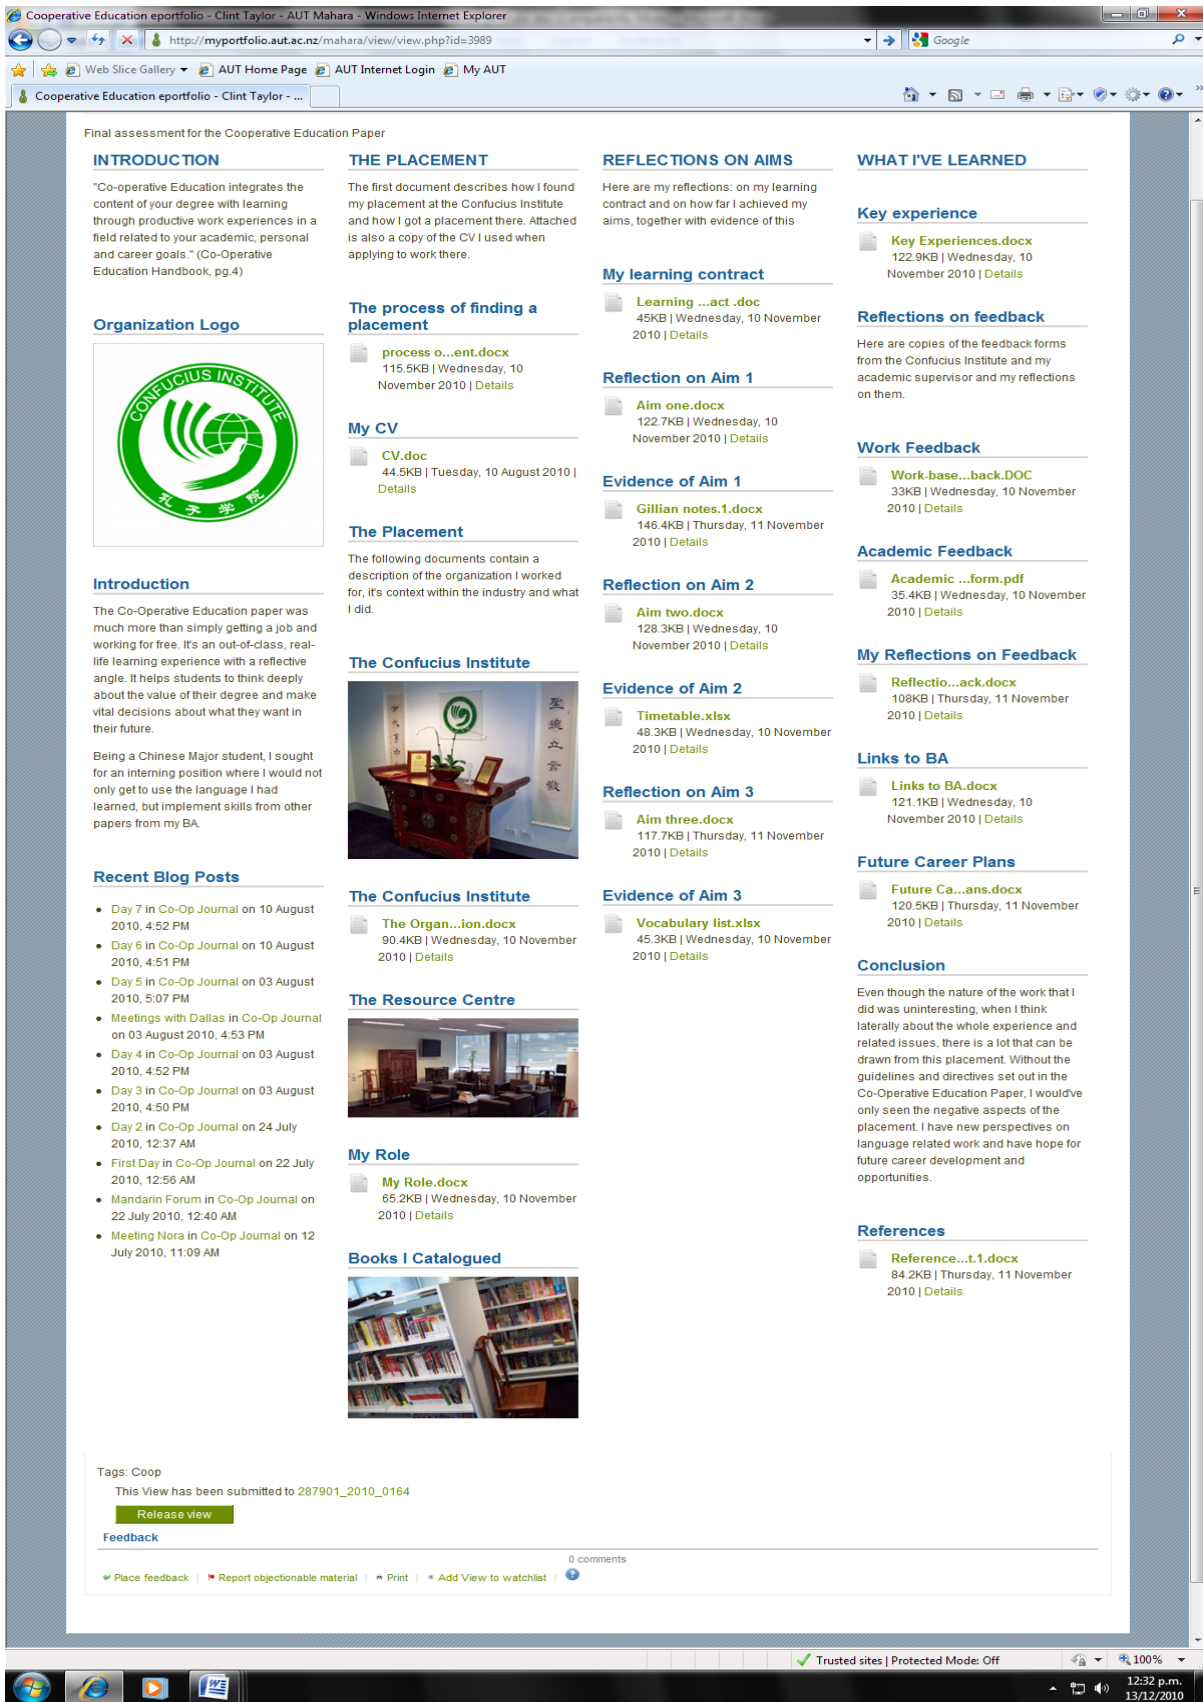 Cooperative Education eportfolio - Clint Taylor - AUT Mahara - Windows Internet Explorer
http://myportfolio.aut.ac.nz/mahara/view/view.php?id=3989
Google
Web Slice Gallery
AUT Home Page
AUT Internet Login
My AUT
Cooperative Education eportfolio - Clint Taylor - ...
Final assessment for the Cooperative Education Paper
INTRODUCTION
"Co-operative Education integrates the
content of your degree with learning
through productive work experiences in a
field related to your academic, personal
and career goals." (Co-Operative
Education Handbook, pg.4)
Organization Logo
CONFUCIUS INSTITUTE
孔子学院
Introduction
The Co-Operative Education paper was
much more than simply getting a job and
working for free. It's an out-of-class, real-
life learning experience with a reflective
angle. It helps students to think deeply
about the value of their degree and make
vital decisions about what they want in
their future.
Being a Chinese Major student, I sought
for an interning position where I would not
only get to use the language I had
learned, but implement skills from other
papers from my BA.
Recent Blog Posts
Day 7 in Co-Op Journal on 10 August
2010, 4:52 PM
Day 6 in Co-Op Journal on 10 August
2010, 4:51 PM
Day 5 in Co-Op Journal on 03 August
2010, 5:07 PM
Meetings with Dallas in Co-Op Journal
on 03 August 2010, 4:53 PM
Day 4 in Co-Op Journal on 03 August
2010, 4:52 PM
Day 3 in Co-Op Journal on 03 August
2010, 4:50 PM
Day 2 in Co-Op Journal on 24 July
2010, 12:37 AM
First Day in Co-Op Journal on 22 July
2010, 12:56 AM
Mandarin Forum in Co-Op Journal on
22 July 2010, 12:40 AM
Meeting Nora in Co-Op Journal on 12
July 2010, 11:09 AM
THE PLACEMENT
The first document describes how I found
my placement at the Confucius Institute
and how I got a placement there. Attached
is also a copy of the CV I used when
applying to work there.
The process of finding a
placement
process o...ent.docx
115.5KB | Wednesday, 10
November 2010 | Details
My CV
CV.doc
44.5KB | Tuesday, 10 August 2010 |
Details
The Placement
The following documents contain a
description of the organization I worked
for, it's context within the industry and what
I did.
The Confucius Institute
The Confucius Institute
The Organ...ion.docx
90.4KB | Wednesday, 10 November
2010 | Details
The Resource Centre
My Role
My Role.docx
65.2KB | Wednesday, 10 November
2010 | Details
Books I Catalogued
REFLECTIONS ON AIMS
Here are my reflections: on my learning
contract and on how far I achieved my
aims, together with evidence of this
My learning contract
Learning ...act .doc
45KB | Wednesday, 10 November
2010 | Details
Reflection on Aim 1
Aim one.docx
122.7KB | Wednesday, 10
November 2010 | Details
Evidence of Aim 1
Gillian notes.1.docx
146.4KB | Thursday, 11 November
2010 | Details
Reflection on Aim 2
Aim two.docx
128.3KB | Wednesday, 10
November 2010 | Details
Evidence of Aim 2
Timetable.xlsx
48.3KB | Wednesday, 10 November
2010 | Details
Reflection on Aim 3
Aim three.docx
117.7KB | Thursday, 11 November
2010 | Details
Evidence of Aim 3
Vocabulary list.xlsx
45.3KB | Wednesday, 10 November
2010 | Details
WHAT I'VE LEARNED
Key experience
Key Experiences.docx
122.9KB | Wednesday, 10
November 2010 | Details
Reflections on feedback
Here are copies of the feedback forms
from the Confucius Institute and my
academic supervisor and my reflections
on them.
Work Feedback
Work-base...back.DOC
33KB | Wednesday, 10 November
2010 | Details
Academic Feedback
Academic ...form.pdf
35.4KB | Wednesday, 10 November
2010 | Details
My Reflections on Feedback
Reflectio...ack.docx
108KB | Thursday, 11 November
2010 | Details
Links to BA
Links to BA.docx
121.1KB | Wednesday, 10
November 2010 | Details
Future Career Plans
Future Ca...ans.docx
120.5KB | Thursday, 11 November
2010 | Details
Conclusion
Even though the nature of the work that I
did was uninteresting, when I think
laterally about the whole experience and
related issues, there is a lot that can be
drawn from this placement. Without the
guidelines and directives set out in the
Co-Operative Education Paper, I would've
only seen the negative aspects of the
placement. I have new perspectives on
language related work and have hope for
future career development and
opportunities.
References
Reference...t.1.docx
84.2KB | Thursday, 11 November
2010 | Details
Tags: Coop
This View has been submitted to 287901_2010_0164
Release view
Feedback
0 comments
Place feedback | Report objectionable material | Print | Add View to watchlist |
Trusted sites | Protected Mode: Off
100%
12:32 p.m.
13/12/2010